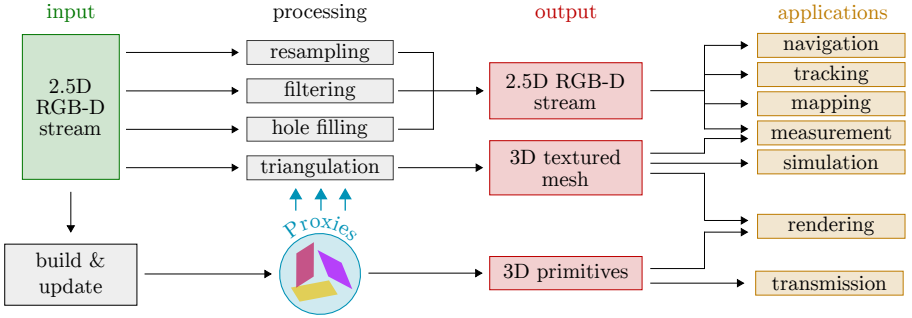 input
processing
output
applications
2.5D
RGB-D
stream
resampling
filtering
hole filling
triangulation
2.5D RGB-D
stream
3D textured
mesh
navigation
tracking
mapping
measurement
simulation
rendering
transmission
build &
update
Proxies
3D primitives